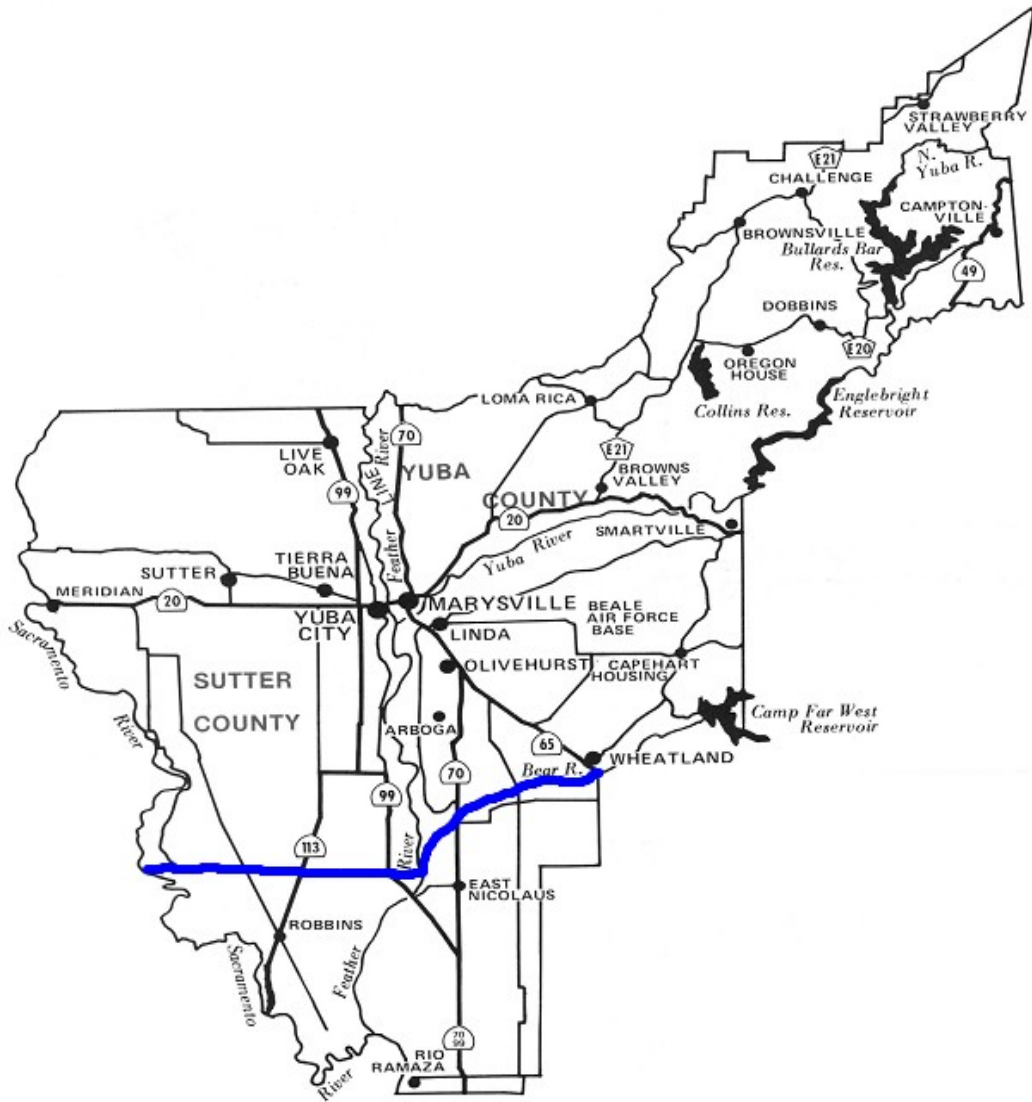 STRAWBERRY
VALLEY
E21
N.
Yuba R.
CHALLENGE
CAMPTON-
VILLE
BROWNSVILLE
Bullards Bar
Res.
49
DOBBINS
E20
OREGON
HOUSE
Englebright
Reservoir
LOMA RICA
Collins Res.
70
LIVE
OAK
LINE
River
YUBA
E21
BROWNS
VALLEY
99
COUNTY
20
SMARTVILLE
Feather
Yuba River
TIERRA
BUENA
SUTTER
MERIDIAN
20
MARYSVILLE
BEALE
AIR FORCE
BASE
YUBA
CITY
LINDA
Sacramento
OLIVEHURST
CAPEHART
HOUSING
SUTTER
COUNTY
River
ARBOGA
Camp Far West
Reservoir
65
WHEATLAND
70
Bear R.
99
113
River
EAST
NICOLAUS
ROBBINS
Sacramento
Feather
70
99
RIO
RAMAZA
River